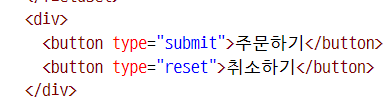 <div>
<button type="submit">주문하기</button>
<button type="reset">취소하기</button>
</div>